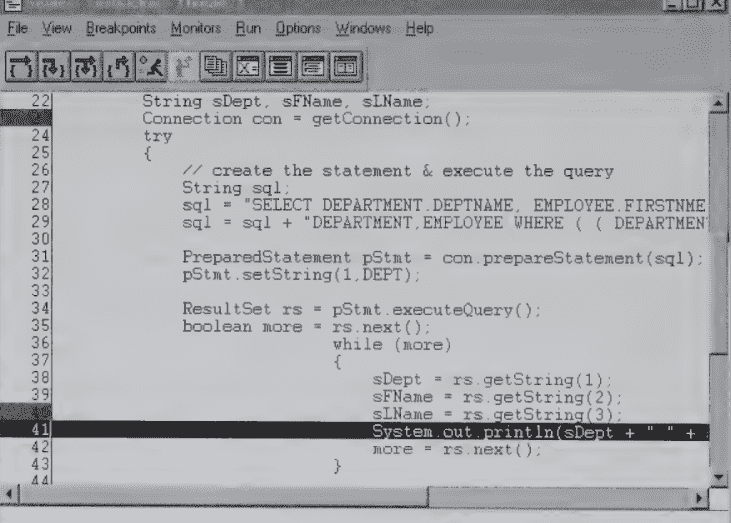 File View Breakpoints Monitors Run Options Windows Help
22 String sDept, sFName, sLName;
Connection con = getConnection();
24 try
25 {
26 // create the statement & execute the query
27 String sql;
28 sql = "SELECT DEPARTMENT.DEPTNAME, EMPLOYEE.FIRSTNME
29 sql = sql + "DEPARTMENT,EMPLOYEE WHERE ( ( DEPARTMEN
30
31 PreparedStatement pStmt = con.prepareStatement(sql);
32 pStmt.setString(1,DEPT);
33
34 ResultSet rs = pStmt.executeQuery();
35 boolean more = rs.next();
36 while (more)
37 {
38 sDept = rs.getString(1);
39 sFName = rs.getString(2);
40 sLName = rs.getString(3);
41 System.out.println(sDept + " " +
42 more = rs.next();
43 }
44